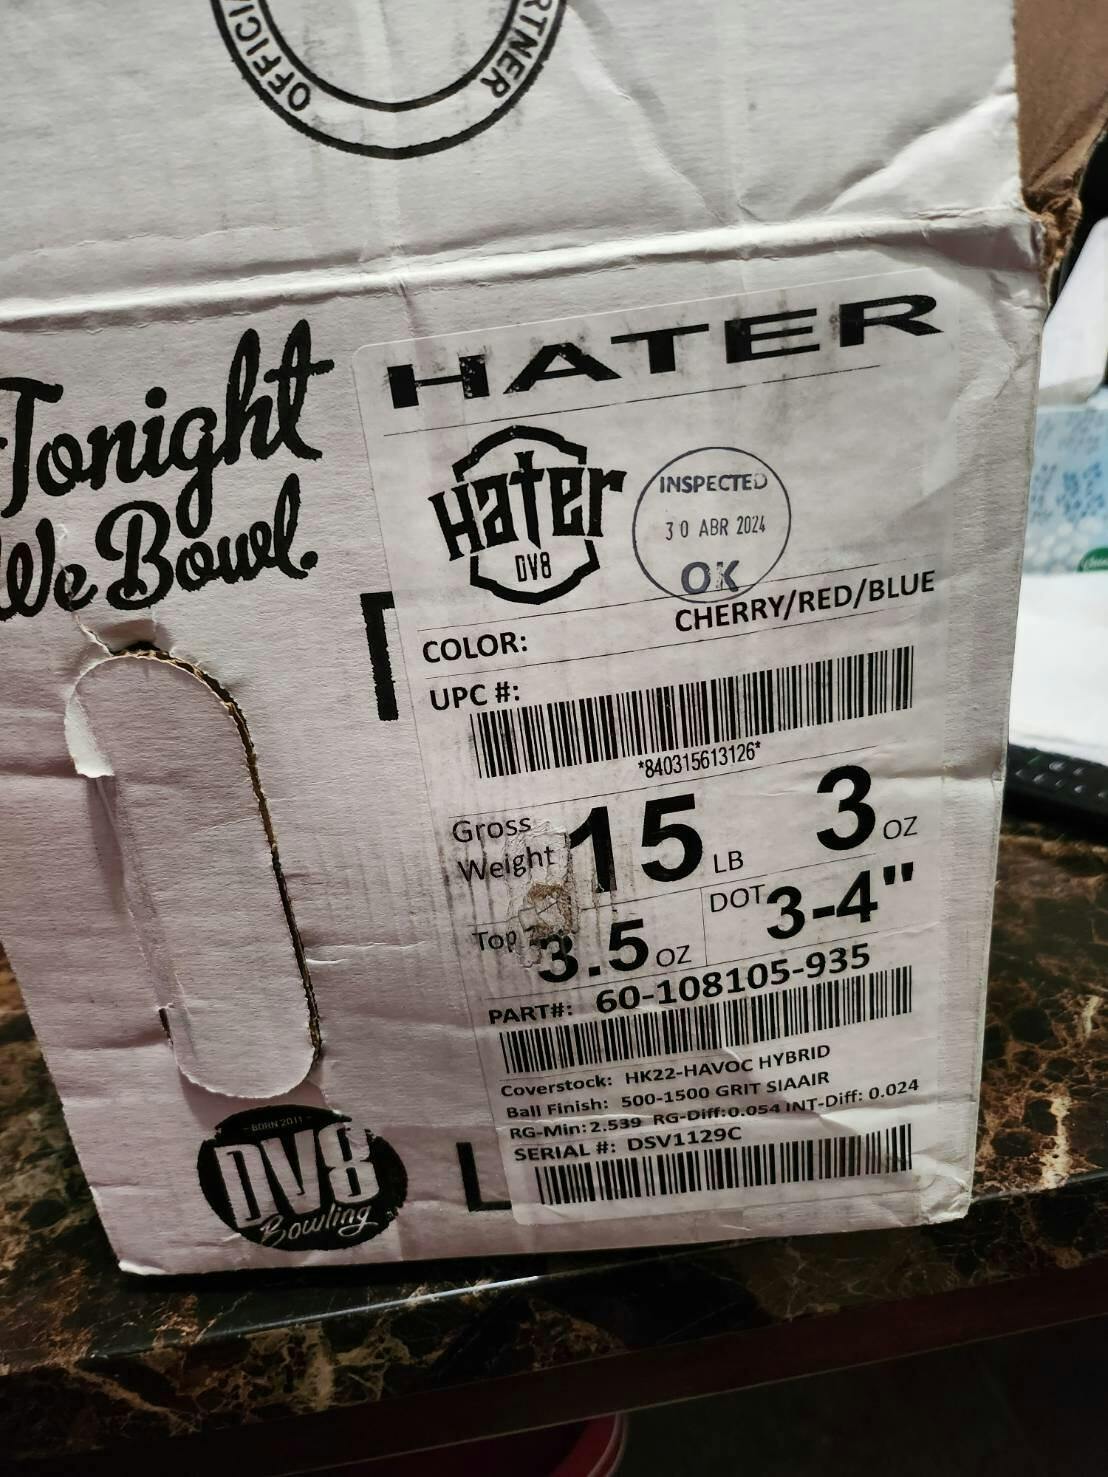 OFFICI
RTNER
Tonight
We Bowl.
HATER
Hater
DV8
INSPECTED
30 ABR 2024
OK
COLOR: CHERRY/RED/BLUE
UPC #:
*840315613126*
Gross
Weight 15 LB 3 OZ
Top 3.5 OZ DOT 3-4"
PART#: 60-108105-935
Coverstock: HK22-HAVOC HYBRID
Ball Finish: 500-1500 GRIT SIAAIR
RG-Min: 2.539 RG-Diff: 0.054 INT-Diff: 0.024
SERIAL #: DSV1129C
BORN 2011
DV8
Bowling